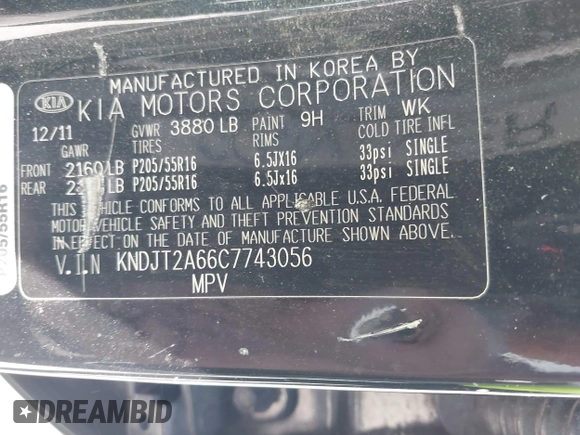 MANUFACTURED IN KOREA BY
KIA KIA MOTORS CORPORATION
12/11 GVWR 3880 LB PAINT 9H TRIM WK
GAWR TIRES RIMS COLD TIRE INFL
FRONT 2160 LB P205/55R16 6.5JX16 33psi SINGLE
REAR LB P205/55R16 6.5Jx16 33psi SINGLE
THIS VEHICLE CONFORMS TO ALL APPLICABLE U.S.A. FEDERAL
MOTOR VEHICLE SAFETY AND THEFT PREVENTION STANDARDS
IN EFFECT ON THE DATE OF MANUFACTURE SHOWN ABOVE.
V.I.N KNDJT2A66C7743056
MPV
P205/55R16
DREAMBID